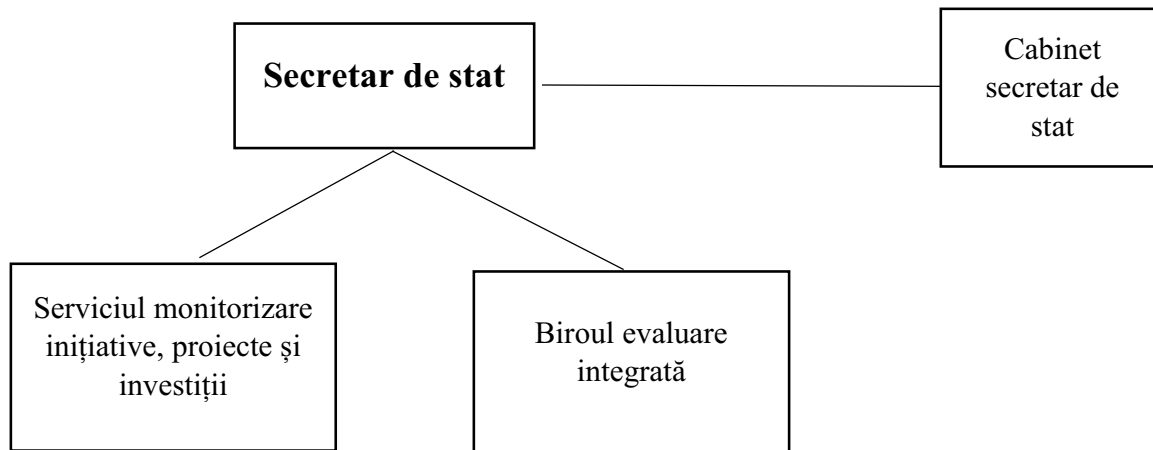 Secretar de stat
Cabinet
secretar de
stat
Serviciul monitorizare
inițiative, proiecte și
investiții
Biroul evaluare
integrată